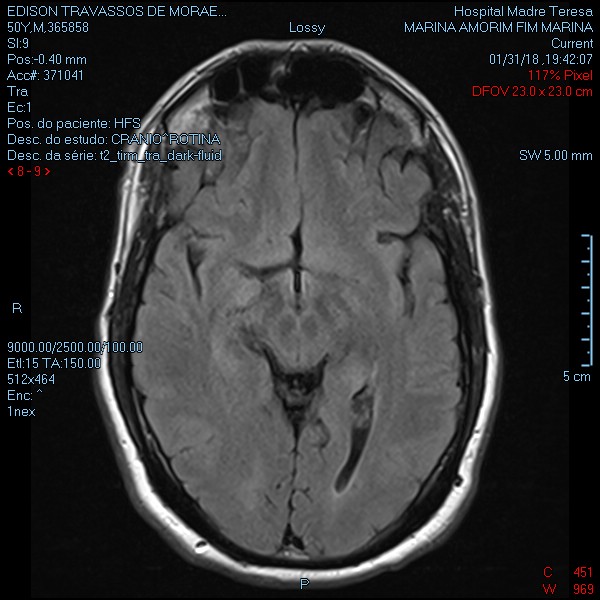 EDISON TRAVASSOS DE MORAE...
50Y,M,365858
Sl:9
Pos:-0.40 mm
Acc#: 371041
Tra
Ec:1
Pos. do paciente: HFS
Desc. do estudo: CRANIO^ROTINA
Desc. da série: t2_tirm_tra_dark-fluid
< 8 - 9 >
Lossy
Hospital Madre Teresa
MARINA AMORIM FIM MARINA
Current
01/31/18 ,19:42:07
117% Pixel
DFOV 23.0 x 23.0 cm
SW 5.00 mm
R
9000.00/2500.00/100.00
Etl:15 TA:150.00
512x464
Enc: ^
1nex
5 cm
P
C 451
W 969